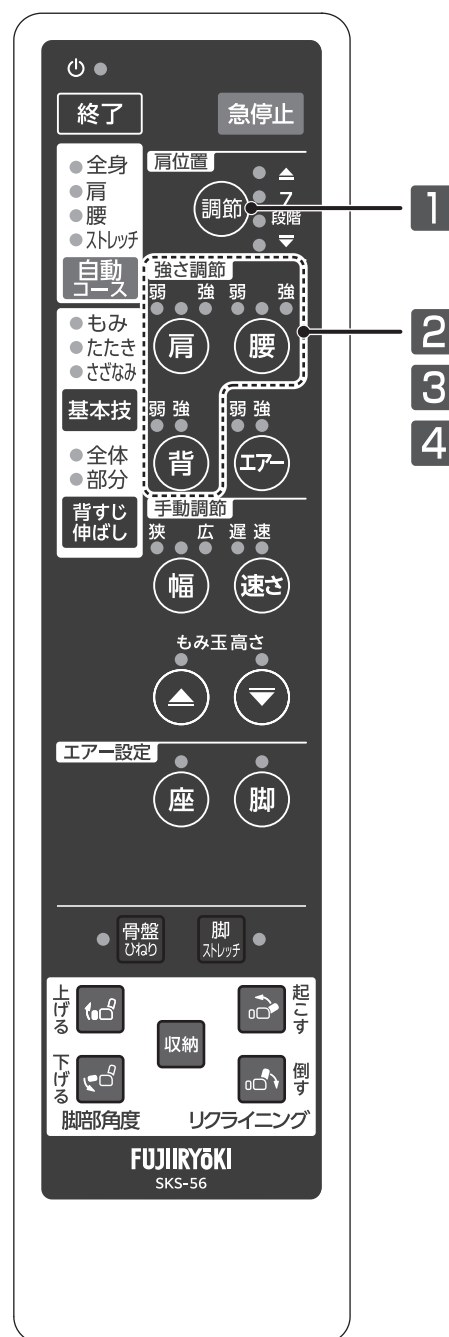 終了
急停止
全身
肩
腰
ストレッチ
自動
コース
肩位置
調節
7
段階
1
強さ調節
弱 強 弱 強
肩 腰
2
3
4
もみ
たたき
さざなみ
基本技
弱 強 弱 強
背 エアー
全体
部分
背すじ
伸ばし
手動調節
狭 広 遅 速
幅 速さ
もみ玉高さ
エアー設定
座 脚
骨盤
ひねり
脚
ストレッチ
上げる
下げる
脚部角度
収納
起こす
倒す
リクライニング
FUJIIRYōKI
SKS-56